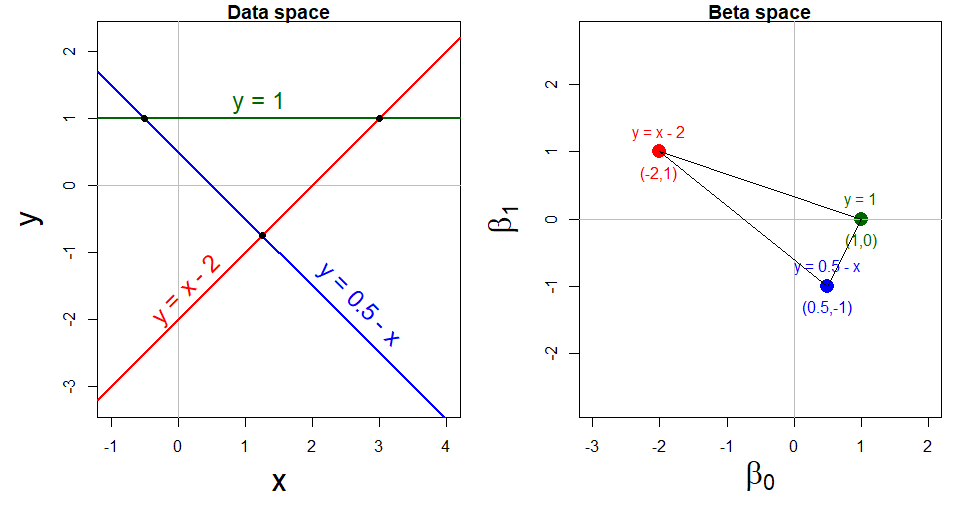 Data space
y = 1
y = x - 2
y = 0.5 - x
2
1
0
-1
-2
-3
-1
0
1
2
3
4
y
x
Beta space
y = x - 2
(-2,1)
y = 1
(1,0)
y = 0.5 - x
(0.5,-1)
2
1
0
-1
-2
-3
-2
-1
0
1
2
β1
β0